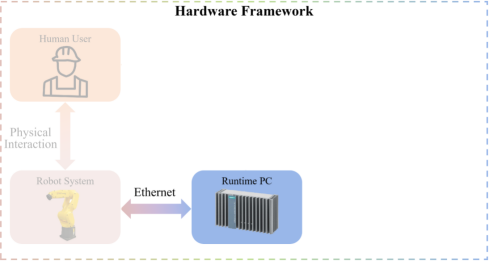 Hardware Framework
Human User
Physical
Interaction
Robot System
Ethernet
Runtime PC